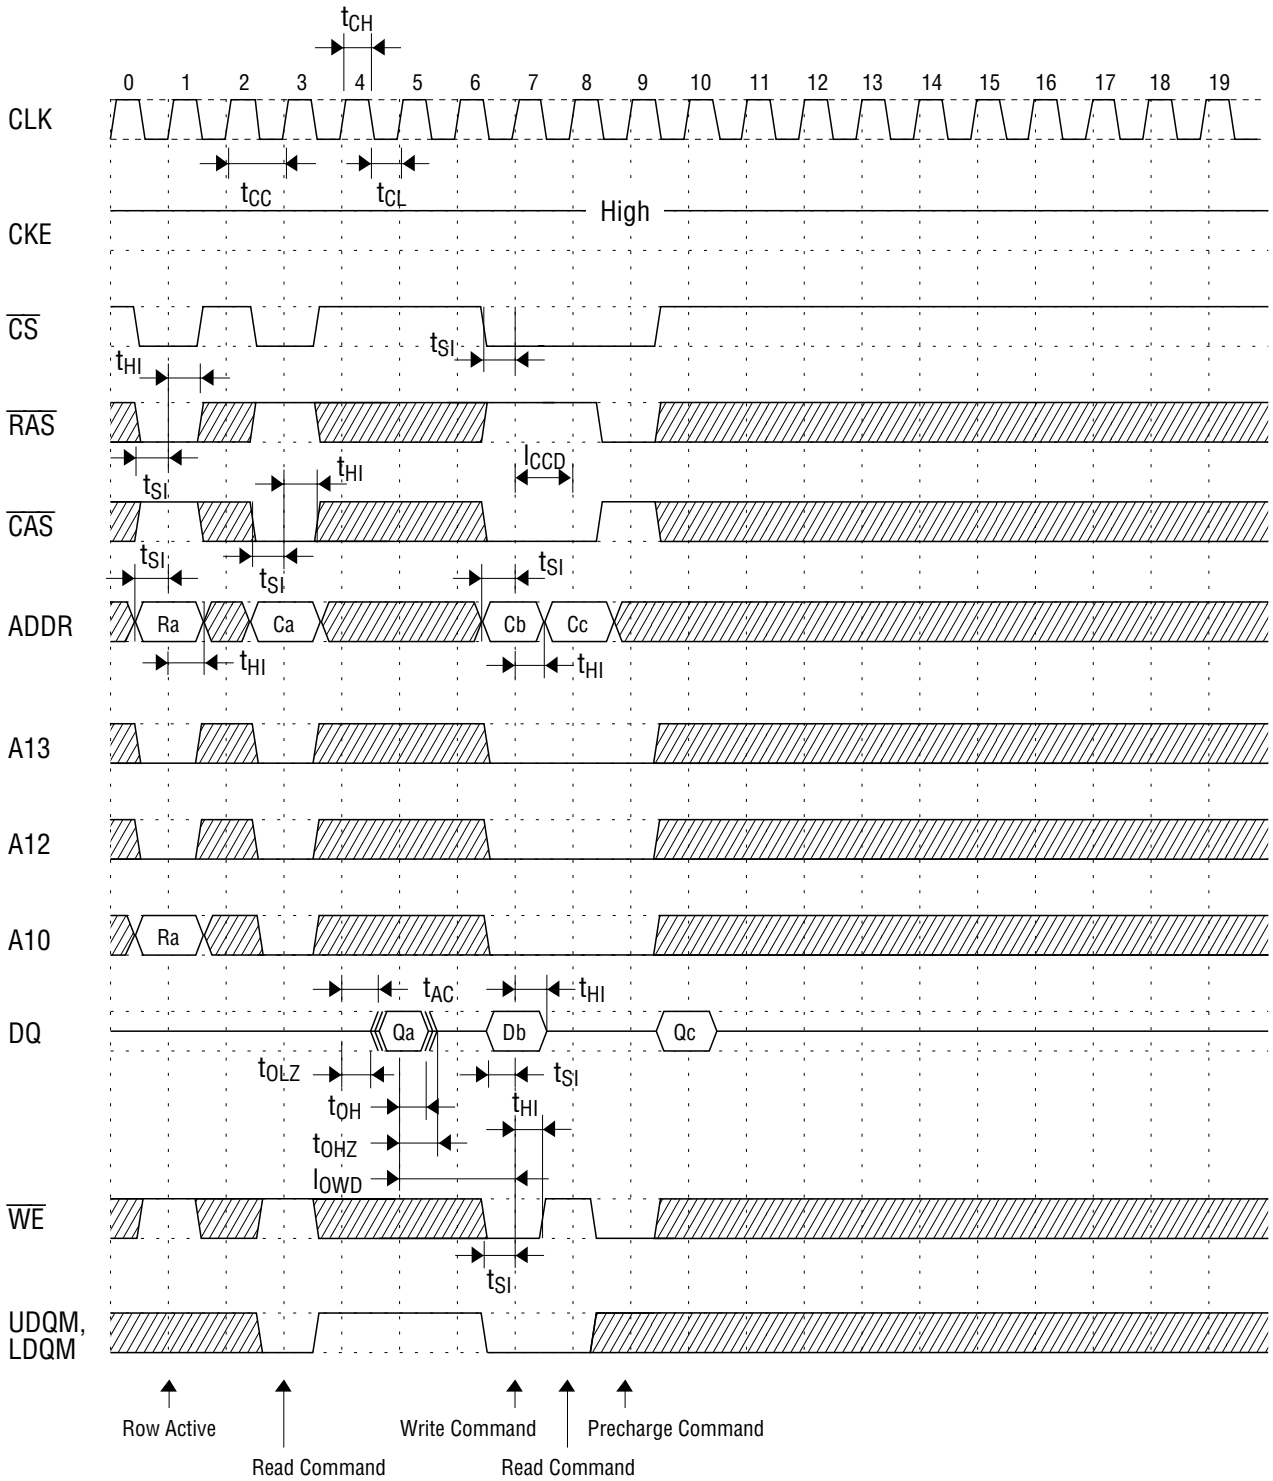 tCH
0 1 2 3 4 5 6 7 8 9 10 11 12 13 14 15 16 17 18 19
CLK
tCC tCL
High
CKE
CS
tSI
tHI
RAS
lCCD
tHI
tSI
CAS
tSI tSI tSI
ADDR Ra Ca Cb Cc
tHI tHI
A13
A12
A10 Ra
tAC tHI
DQ Qa Db Qc
tOLZ tSI
tOH tHI
tOHZ
lOWD
WE
tSI
UDQM,
LDQM
Row Active Write Command Precharge Command
Read Command Read Command